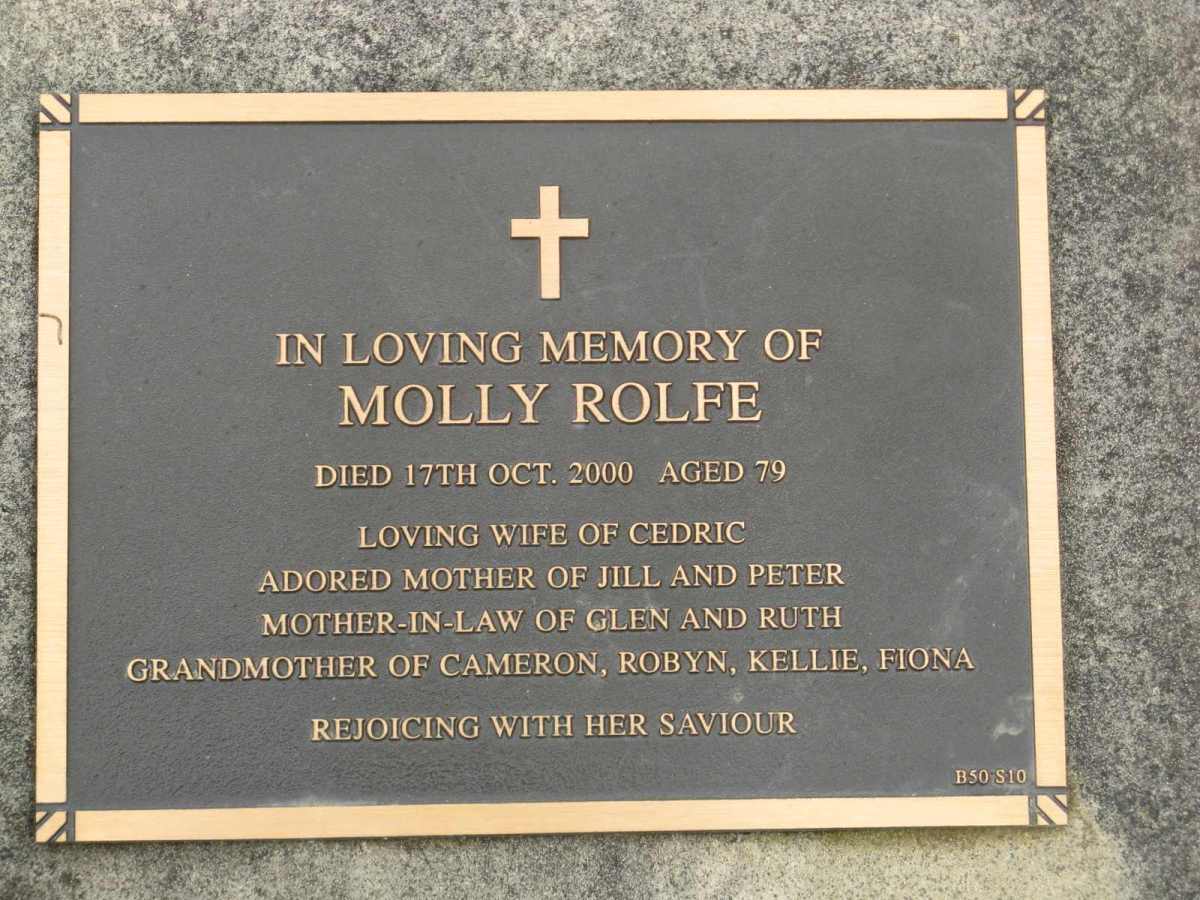 IN LOVING MEMORY OF
MOLLY ROLFE
DIED 17TH OCT. 2000 AGED 79
LOVING WIFE OF CEDRIC
ADORED MOTHER OF JILL AND PETER
MOTHER-IN-LAW OF GLEN AND RUTH
GRANDMOTHER OF CAMERON, ROBYN, KELLIE, FIONA
REJOICING WITH HER SAVIOUR
B50 S10